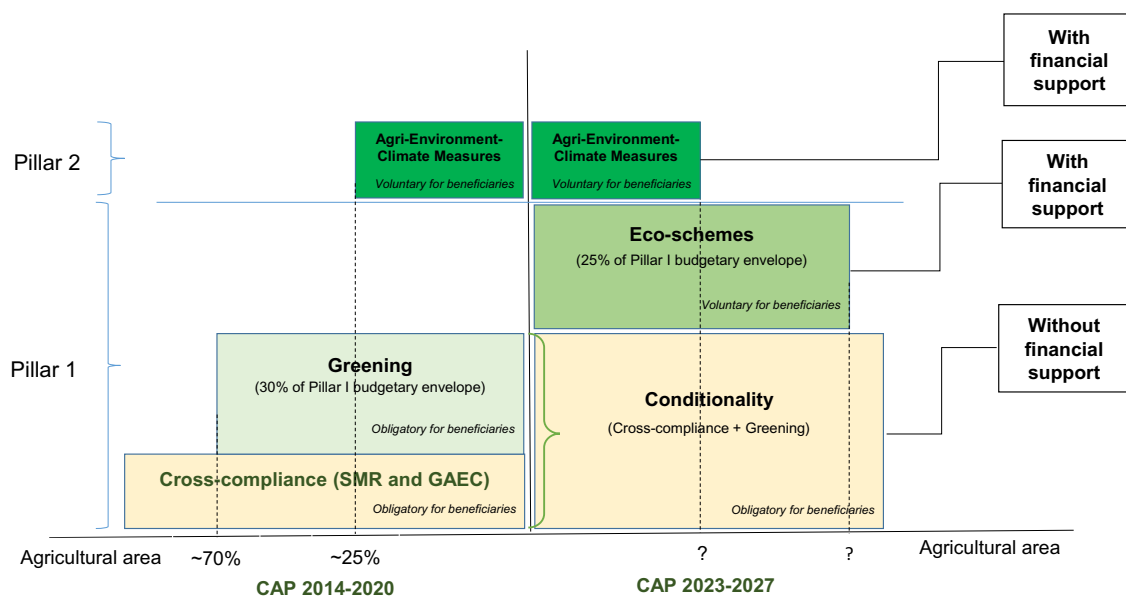 With
financial
support
Pillar 2
Agri-Environment-
Climate Measures
Voluntary for beneficiaries
Agri-Environment-
Climate Measures
Voluntary for beneficiaries
With
financial
support
Eco-schemes
(25% of Pillar I budgetary envelope)
Voluntary for beneficiaries
Pillar 1
Greening
(30% of Pillar I budgetary envelope)
Obligatory for beneficiaries
Cross-compliance (SMR and GAEC)
Obligatory for beneficiaries
Conditionality
(Cross-compliance + Greening)
Obligatory for beneficiaries
Without
financial
support
Agricultural area
~70%
~25%
?
?
Agricultural area
CAP 2014-2020
CAP 2023-2027